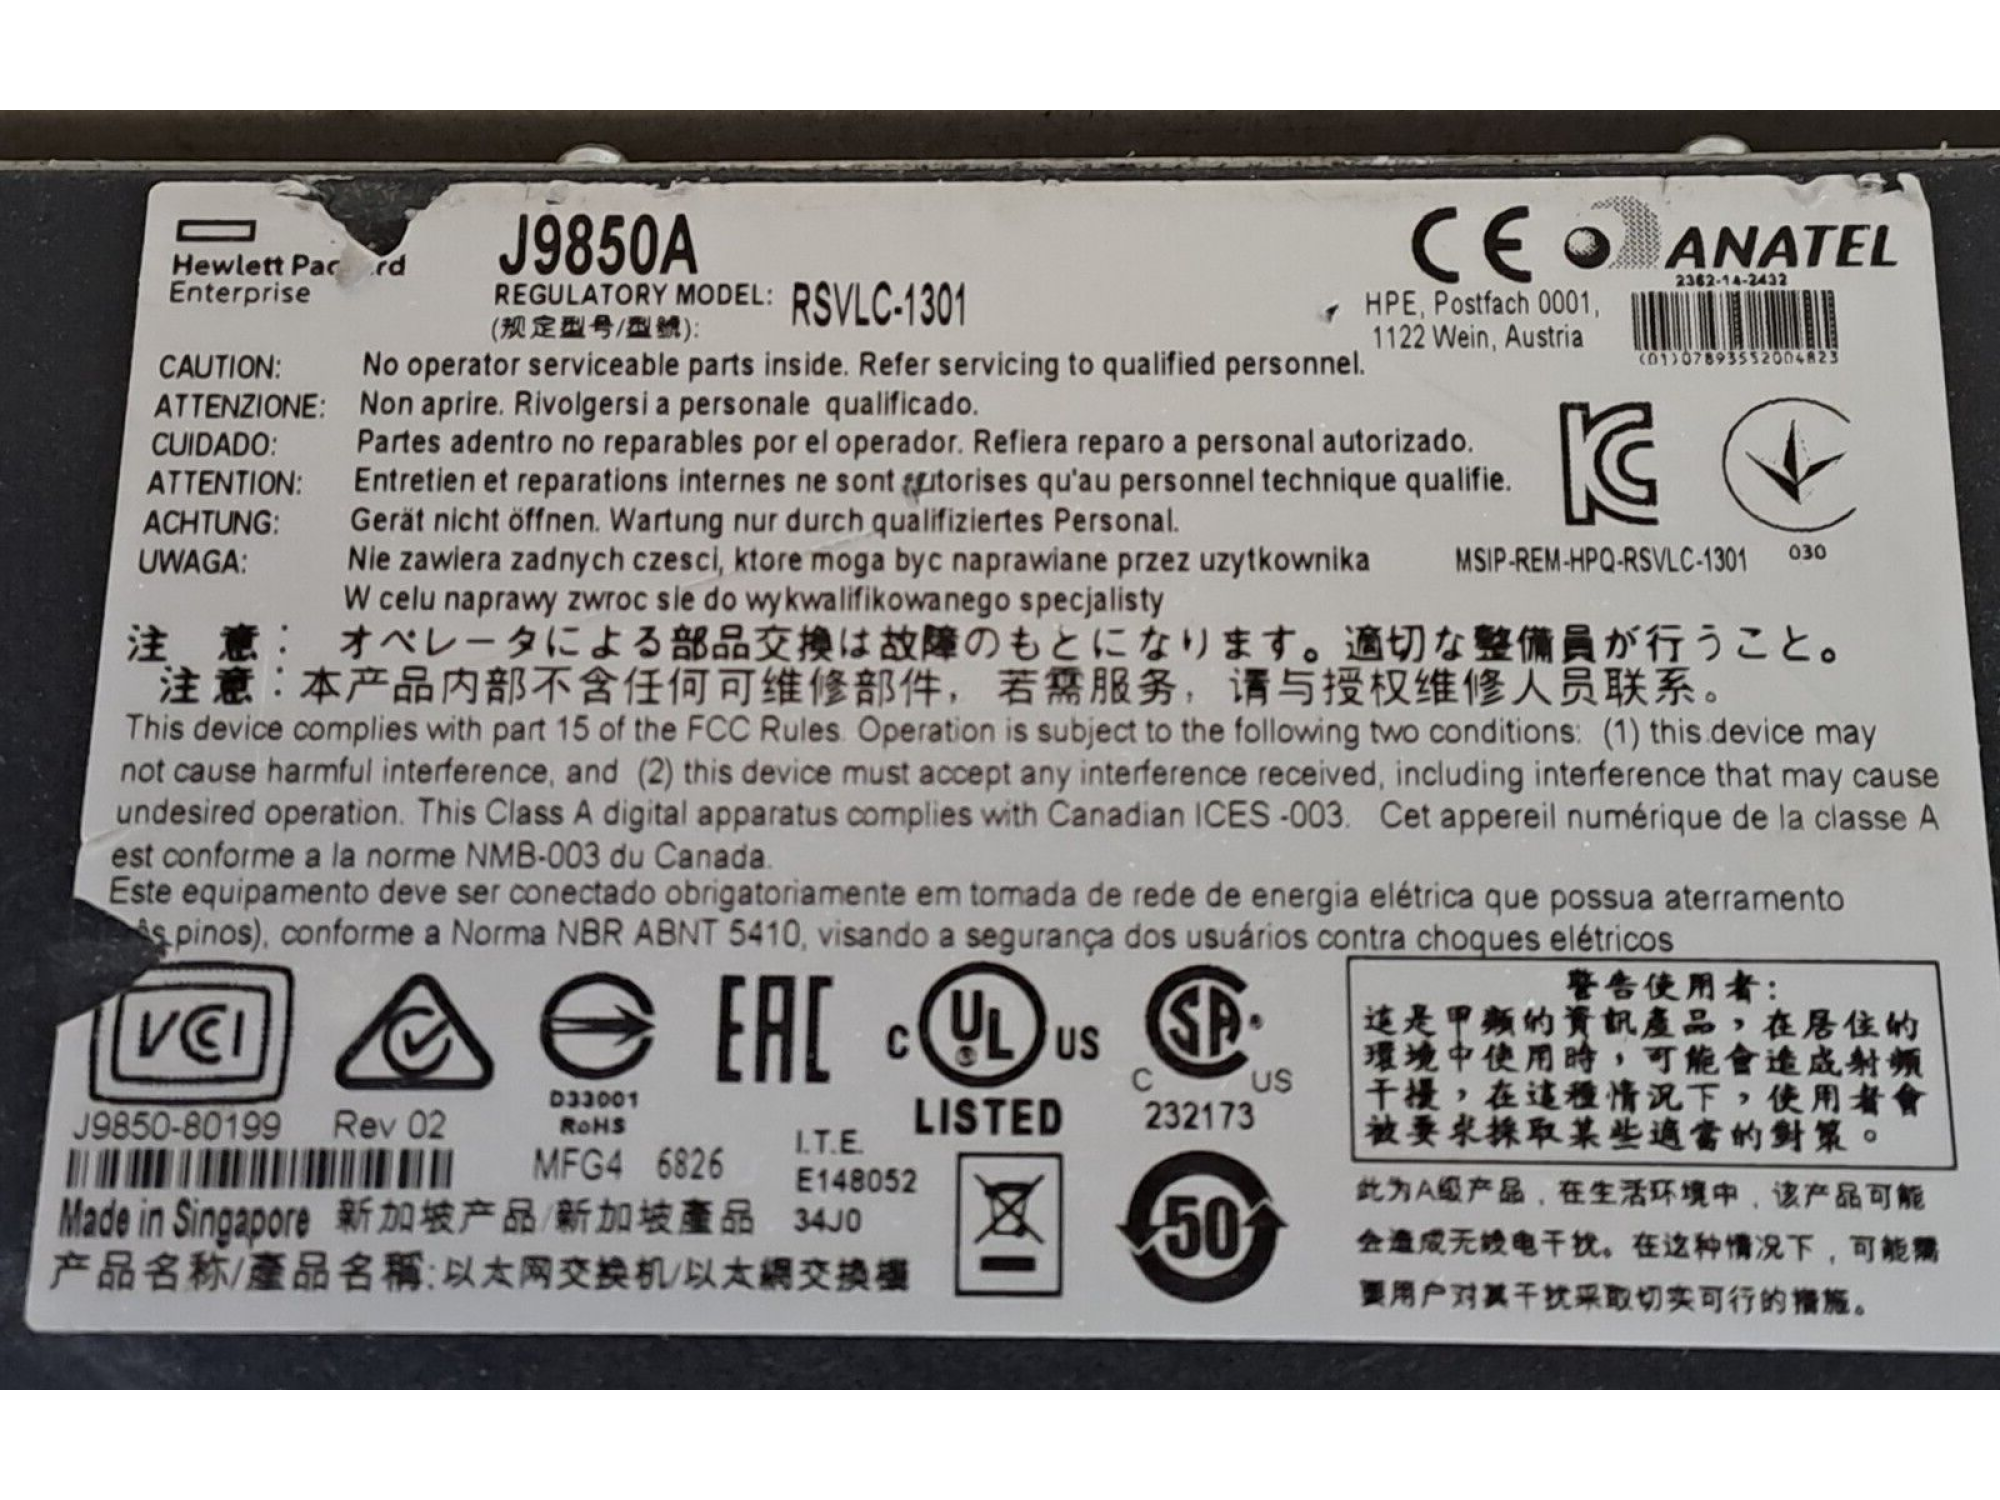 Hewlett
Enterprise
J9850A
REGULATORY MODEL: RSVLC-1301
(规定型号/型號):
CE
ANATEL
2362-14-2432
HPE, Postfach 0001,
1122 Wein, Austria
(01)07893552004823
CAUTION: No operator serviceable parts inside. Refer servicing to qualified personnel.
ATTENZIONE: Non aprire. Rivolgersi a personale qualificado.
CUIDADO: Partes adentro no reparables por el operador. Refiera reparo a personal autorizado.
ATTENTION: Entretien et reparations internes ne sont autorises qu'au personnel technique qualifie.
ACHTUNG: Gerät nicht öffnen. Wartung nur durch qualifiziertes Personal.
UWAGA: Nie zawiera zadnych czesci, ktore moga byc naprawiane przez uzytkownika
W celu naprawy zwroc sie do wykwalifikowanego specjalisty
MSIP-REM-HPQ-RSVLC-1301
030
注 意: オペレータによる部品交換は故障のもとになります。適切な整備員が行うこと。
注意:本产品内部不含任何可维修部件, 若需服务, 请与授权维修人员联系。
This device complies with part 15 of the FCC Rules. Operation is subject to the following two conditions: (1) this device may
not cause harmful interference, and (2) this device must accept any interference received, including interference that may cause
undesired operation. This Class A digital apparatus complies with Canadian ICES -003. Cet appareil numérique de la classe A
est conforme a la norme NMB-003 du Canada.
Este equipamento deve ser conectado obrigatoriamente em tomada de rede de energia elétrica que possua aterramento
pinos), conforme a Norma NBR ABNT 5410, visando a segurança dos usuários contra choques elétricos
VCI
EAC
C UL US
LISTED
SA
C US
232173
D33001
RoHS
J9850-80199 Rev 02
MFG4 6826
I.T.E.
E148052
34J0
50
Made in Singapore 新加坡产品/新加坡產品
产品名称/產品名稱:以太网交换机/以太網交換機
警告使用者:
這是甲類的資訊產品,在居住的
環境中使用時,可能會造成射頻
干擾,在這種情況下,使用者會
被要求採取某些適當的對策。
此为A级产品,在生活环境中,该产品可能
会造成无线电干扰。在这种情况下,可能需
要用户对其干扰采取切实可行的措施。